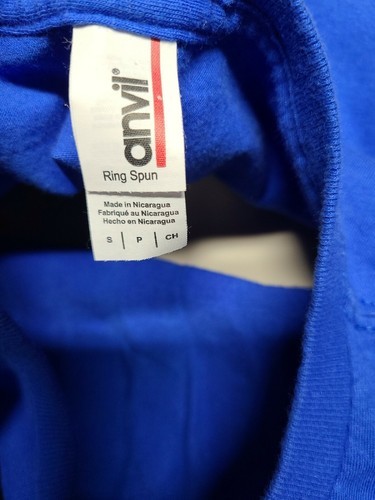 anvil®
Ring Spun
Made in Nicaragua
Fabriqué au Nicaragua
Hecho en Nicaragua
S | P | CH